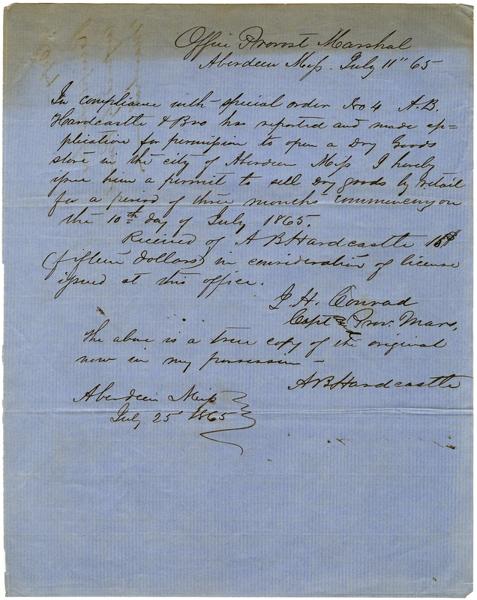 Office Provost Marshal
Aberdeen Miss. July 11" 65
In compliance with special order No 4 A.B.
Hardcastle & Bro has reported and made ap=
plication for permission to open a Dry Goods
store in the city of Aberdeen Miss I hereby
give him a permit to sell Dry goods by retail
for a period of three months commencing on
the 10th day of July 1865.
Received of A B Hardcastle 15$
(fifteen dollars) in consideration of license
issued at this office.
J. H. Conrad
Capt and Prov. Mars.
The above is a true copy of the original
now in my possession -
A B Hardcastle
Aberdeen Miss
July 25 1865